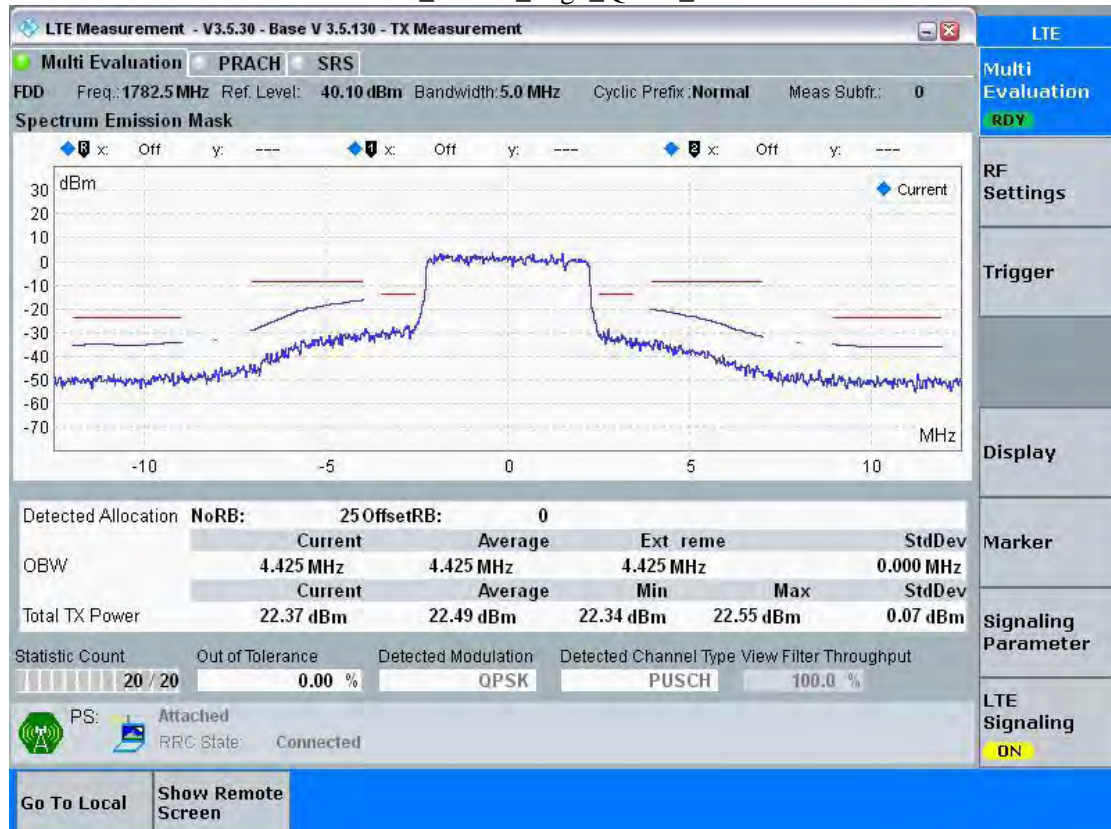 LTE Measurement - V3.5.30 - Base V 3.5.130 - TX Measurement
LTE
Multi Evaluation PRACH SRS
Multi Evaluation
RDY
FDD Freq.: 1782.5 MHz Ref. Level: 40.10 dBm Bandwidth: 5.0 MHz Cyclic Prefix : Normal Meas Subfr.: 0
Spectrum Emission Mask
R x: Off y: --- 1 x: Off y: --- 2 x: Off y: ---
dBm
Current
30
20
10
0
-10
-20
-30
-40
-50
-60
-70
MHz
-10 -5 0 5 10
RF Settings
Trigger
Display
Marker
Signaling Parameter
LTE Signaling
ON
Detected Allocation NoRB: 25 OffsetRB: 0
Current Average Ext reme StdDev
OBW 4.425 MHz 4.425 MHz 4.425 MHz 0.000 MHz
Current Average Min Max StdDev
Total TX Power 22.37 dBm 22.49 dBm 22.34 dBm 22.55 dBm 0.07 dBm
Statistic Count Out of Tolerance Detected Modulation Detected Channel Type View Filter Throughput
20 / 20 0.00 % QPSK PUSCH 100.0 %
PS: Attached
RRC State: Connected
Go To Local
Show Remote Screen